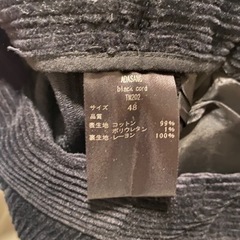 black cord
TN202
サイズ 48
品質
表生地 コットン 99%
ポリウレタン 1%
裏生地 レーヨン 100%